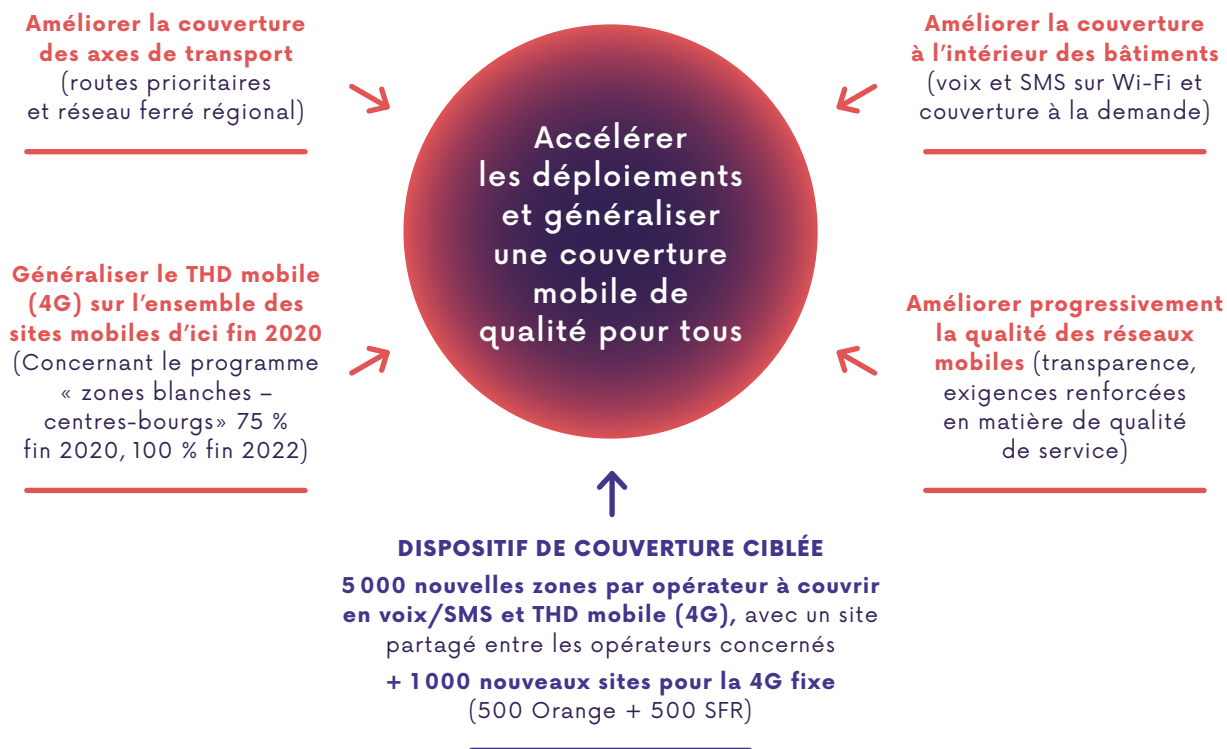 Améliorer la couverture
des axes de transport
(routes prioritaires
et réseau ferré régional)
Améliorer la couverture
à l'intérieur des bâtiments
(voix et SMS sur Wi-Fi et
couverture à la demande)
Accélérer
les déploiements
et généraliser
une couverture
mobile de
qualité pour tous
Généraliser le THD mobile
(4G) sur l'ensemble des
sites mobiles d'ici fin 2020
(Concernant le programme
« zones blanches –
centres-bourgs» 75 %
fin 2020, 100 % fin 2022)
Améliorer progressivement
la qualité des réseaux
mobiles (transparence,
exigences renforcées
en matière de qualité
de service)
DISPOSITIF DE COUVERTURE CIBLÉE
5 000 nouvelles zones par opérateur à couvrir
en voix/SMS et THD mobile (4G), avec un site
partagé entre les opérateurs concernés
+ 1 000 nouveaux sites pour la 4G fixe
(500 Orange + 500 SFR)